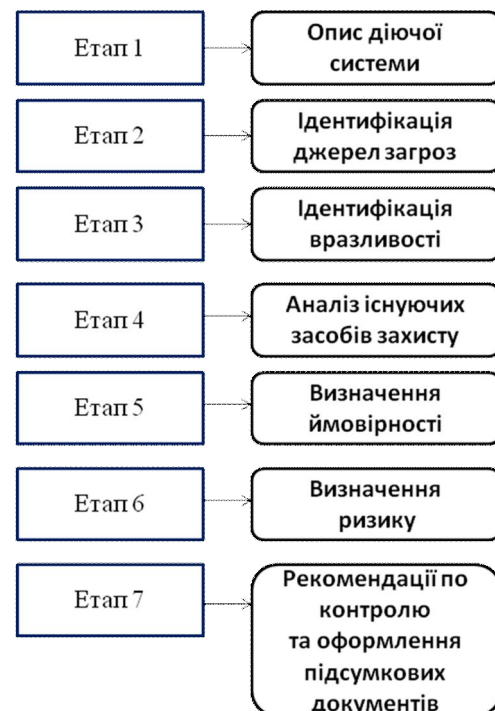 Етап 1
Опис діючої
системи
Етап 2
Ідентифікація
джерел загроз
Етап 3
Ідентифікація
вразливості
Етап 4
Аналіз існуючих
засобів захисту
Етап 5
Визначення
ймовірності
Етап 6
Визначення
ризику
Етап 7
Рекомендації по
контролю
та оформлення
підсумкових
документів